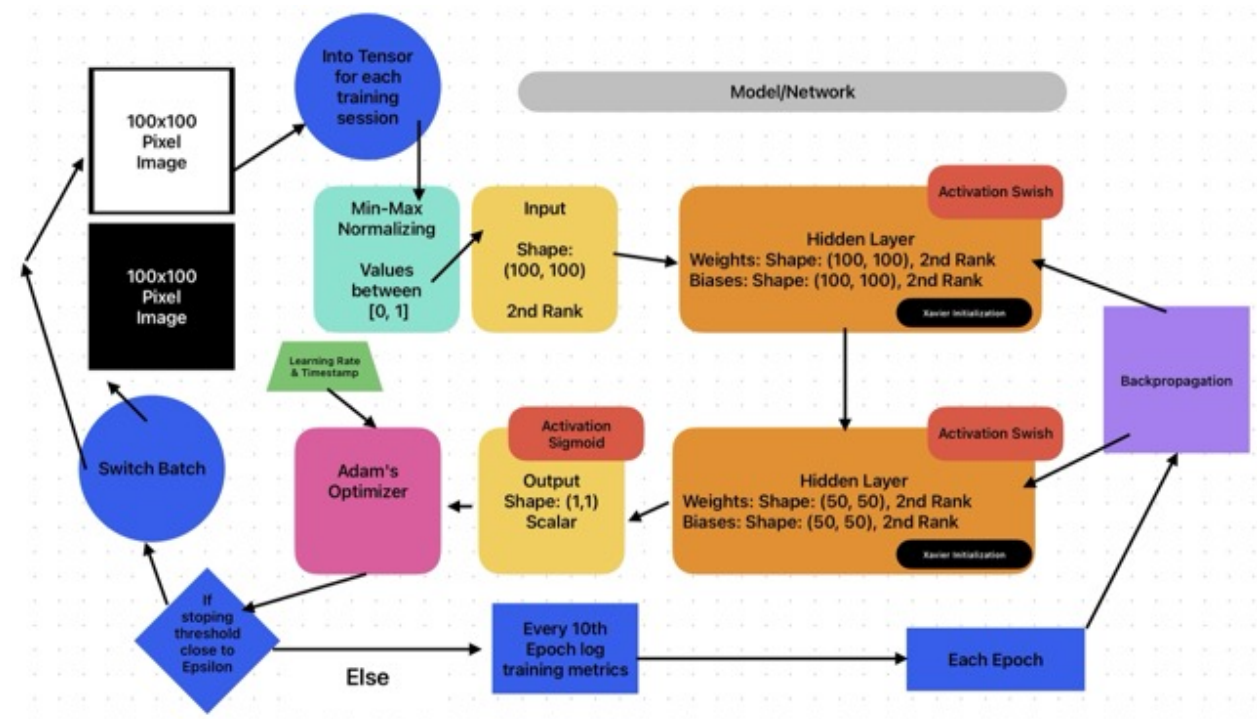 Into Tensor
for each
training
session
Model/Network
100x100
Pixel
Image
Activation Swish
Min-Max
Normalizing
Values
between
[0, 1]
Input
Shape:
(100, 100)
2nd Rank
Hidden Layer
Weights: Shape: (100, 100), 2nd Rank
Biases: Shape: (100, 100), 2nd Rank
Xavier Initialization
100x100
Pixel
Image
Learning Rate
& Timestamp
Backpropagation
Switch Batch
Adam's
Optimizer
Activation
Sigmoid
Output
Shape: (1,1)
Scalar
Activation Swish
Hidden Layer
Weights: Shape: (50, 50), 2nd Rank
Biases: Shape: (50, 50), 2nd Rank
Xavier Initialization
If
stoping
threshold
close to
Epsilon
Else
Every 10th
Epoch log
training metrics
Each Epoch